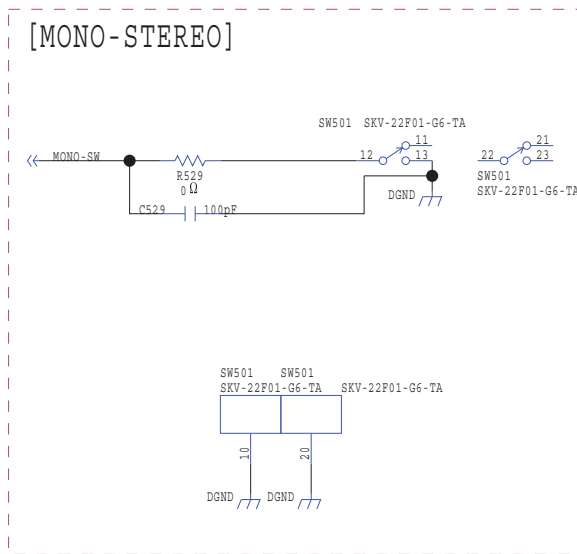 [MONO-STEREO]
SW501 SKV-22F01-G6-TA
11
21
MONO-SW
12
13
22
23
R529
0Ω
SW501
SKV-22F01-G6-TA
DGND
C529
100pF
SW501 SW501
SKV-22F01-G6-TA SKV-22F01-G6-TA
10
20
DGND DGND